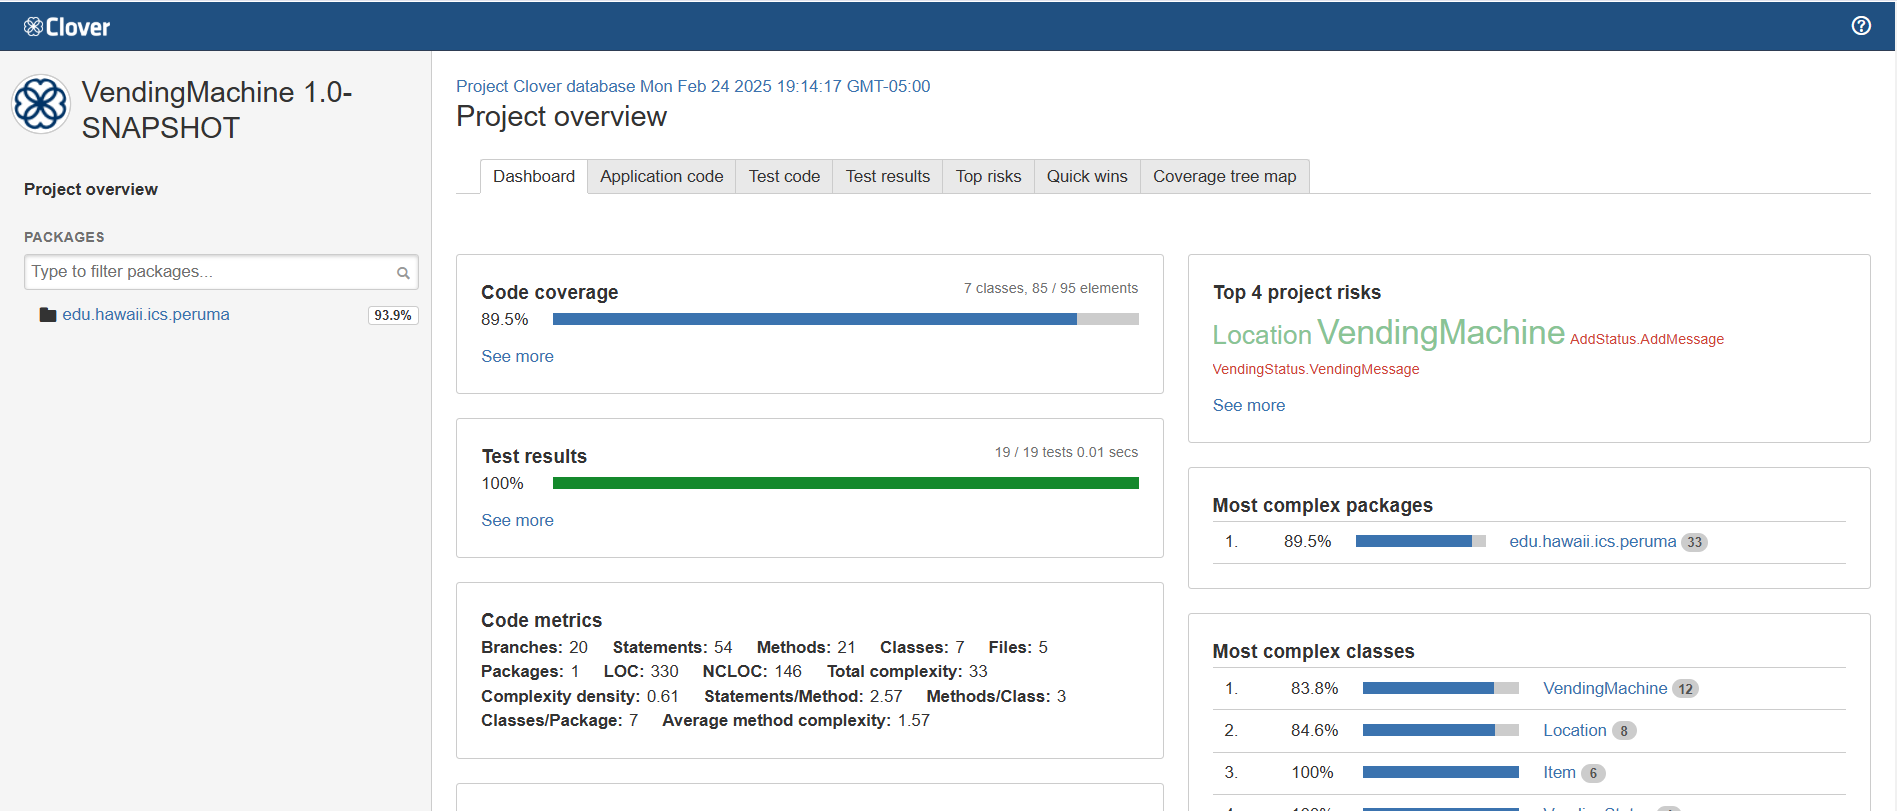 Clover
VendingMachine 1.0-
SNAPSHOT
Project overview
PACKAGES
Type to filter packages...
edu.hawaii.ics.peruma 93.9%
Project Clover database Mon Feb 24 2025 19:14:17 GMT-05:00
Project overview
Dashboard Application code Test code Test results Top risks Quick wins Coverage tree map
Code coverage 7 classes, 85 / 95 elements
89.5%
See more
Test results 19 / 19 tests 0.01 secs
100%
See more
Code metrics
Branches: 20 Statements: 54 Methods: 21 Classes: 7 Files: 5
Packages: 1 LOC: 330 NCLOC: 146 Total complexity: 33
Complexity density: 0.61 Statements/Method: 2.57 Methods/Class: 3
Classes/Package: 7 Average method complexity: 1.57
Top 4 project risks
Location VendingMachine AddStatus.AddMessage
VendingStatus.VendingMessage
See more
Most complex packages
1. 89.5% edu.hawaii.ics.peruma 33
Most complex classes
1. 83.8% VendingMachine 12
2. 84.6% Location 8
3. 100% Item 6